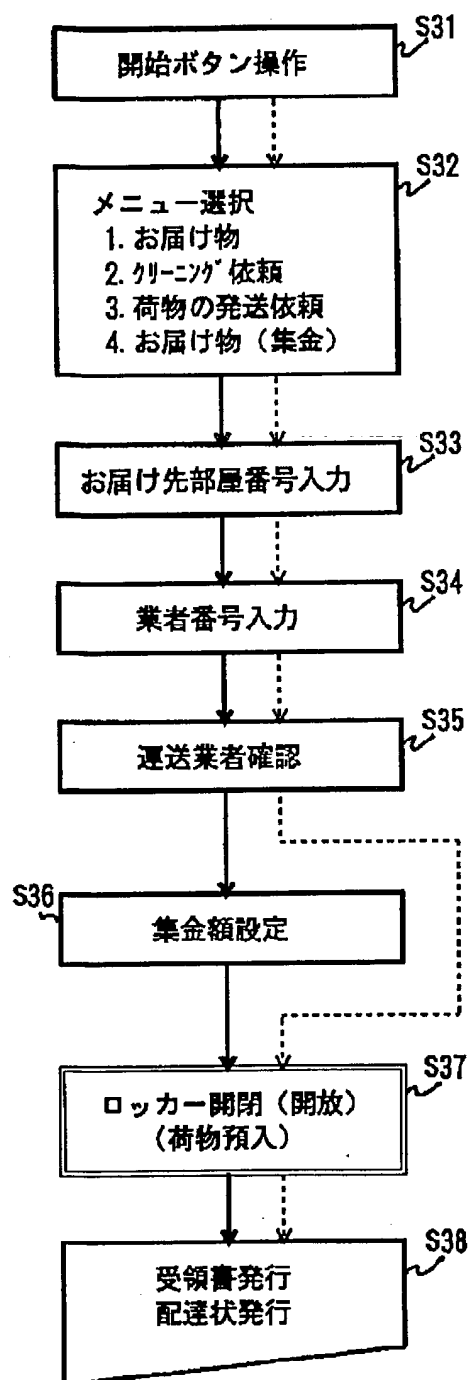 S31
開始ボタン操作
S32
メニュー選択
1. お届け物
2. クリーニング依頼
3. 荷物の発送依頼
4. お届け物（集金）
S33
お届け先部屋番号入力
S34
業者番号入力
S35
運送業者確認
S36
集金額設定
S37
ロッカー開閉（開放）
（荷物預入）
S38
受領書発行
配達状発行